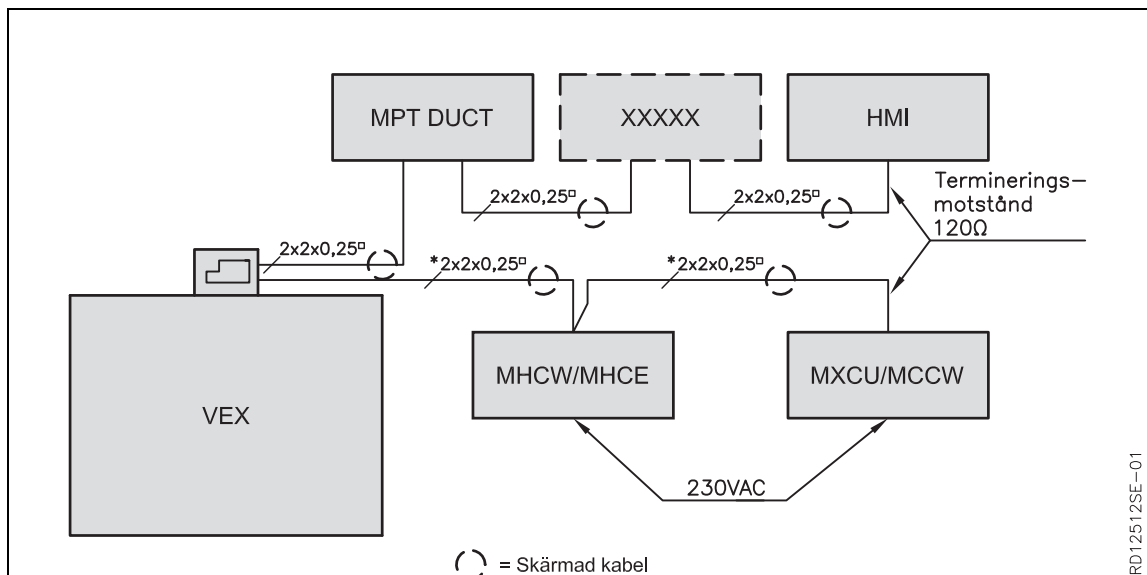 MPT DUCT
XXXXX
HMI
2x2x0,25▫
2x2x0,25▫
Terminerings-
motstånd
120Ω
2x2x0,25▫
*2x2x0,25▫
*2x2x0,25▫
MHCW/MHCE
MXCU/MCCW
VEX
230VAC
= Skärmad kabel
RD12512SE-01